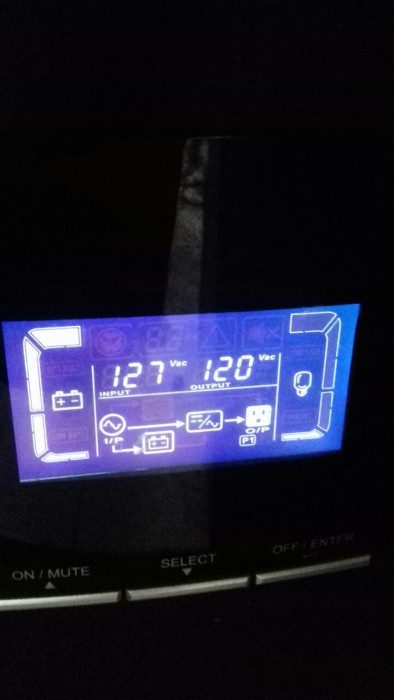 127 Vac 120 Vac
INPUT OUTPUT
I/P O/P
P1
ON / MUTE SELECT OFF / ENTER